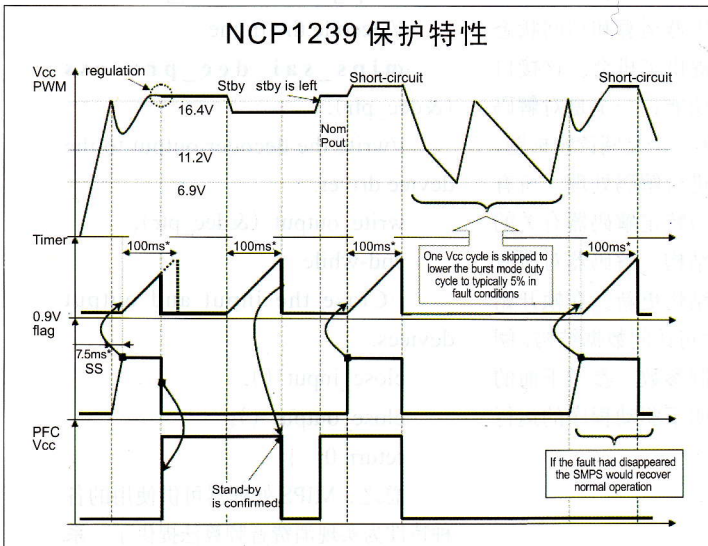 NCP1239 保护特性
Vcc
PWM
regulation
Stby
stby is left
Short-circuit
Short-circuit
16.4V
Nom
Pout
11.2V
6.9V
Timer
100ms*
100ms*
100ms*
100ms*
One Vcc cycle is skipped to
lower the burst mode duty
cycle to typically 5% in
fault conditions
0.9V
flag
7.5ms*
SS
PFC
Vcc
Stand-by
is confirmed
If the fault had disappeared
the SMPS would recover
normal operation